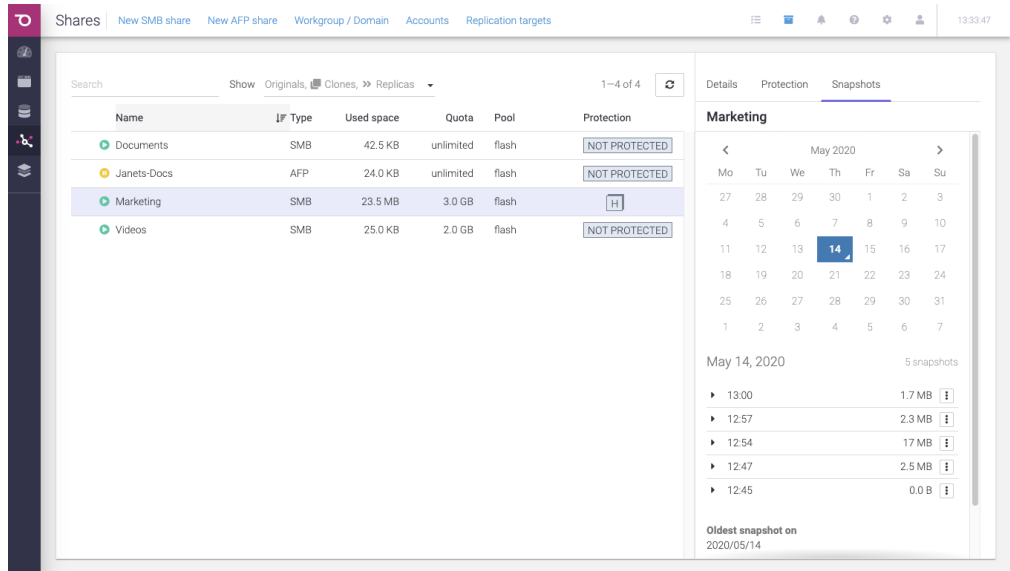 Shares New SMB share New AFP share Workgroup / Domain Accounts Replication targets 13:33:47
Search Show Originals, Clones, Replicas 1—4 of 4
Name Type Used space Quota Pool Protection
Documents SMB 42.5 KB unlimited flash NOT PROTECTED
Janets-Docs AFP 24.0 KB unlimited flash NOT PROTECTED
Marketing SMB 23.5 MB 3.0 GB flash H
Videos SMB 25.0 KB 2.0 GB flash NOT PROTECTED
Details Protection Snapshots
Marketing
May 2020
Mo Tu We Th Fr Sa Su
27 28 29 30 1 2 3
4 5 6 7 8 9 10
11 12 13 14 15 16 17
18 19 20 21 22 23 24
25 26 27 28 29 30 31
1 2 3 4 5 6 7
May 14, 2020 5 snapshots
13:00 1.7 MB
12:57 2.3 MB
12:54 17 MB
12:47 2.5 MB
12:45 0.0 B
Oldest snapshot on
2020/05/14